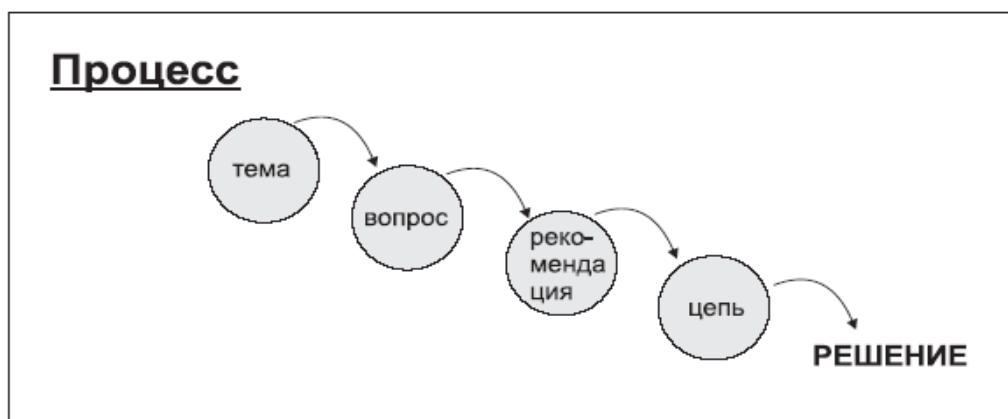 Процесс
тема
вопрос
реко-
менда
ция
цепь
РЕШЕНИЕ